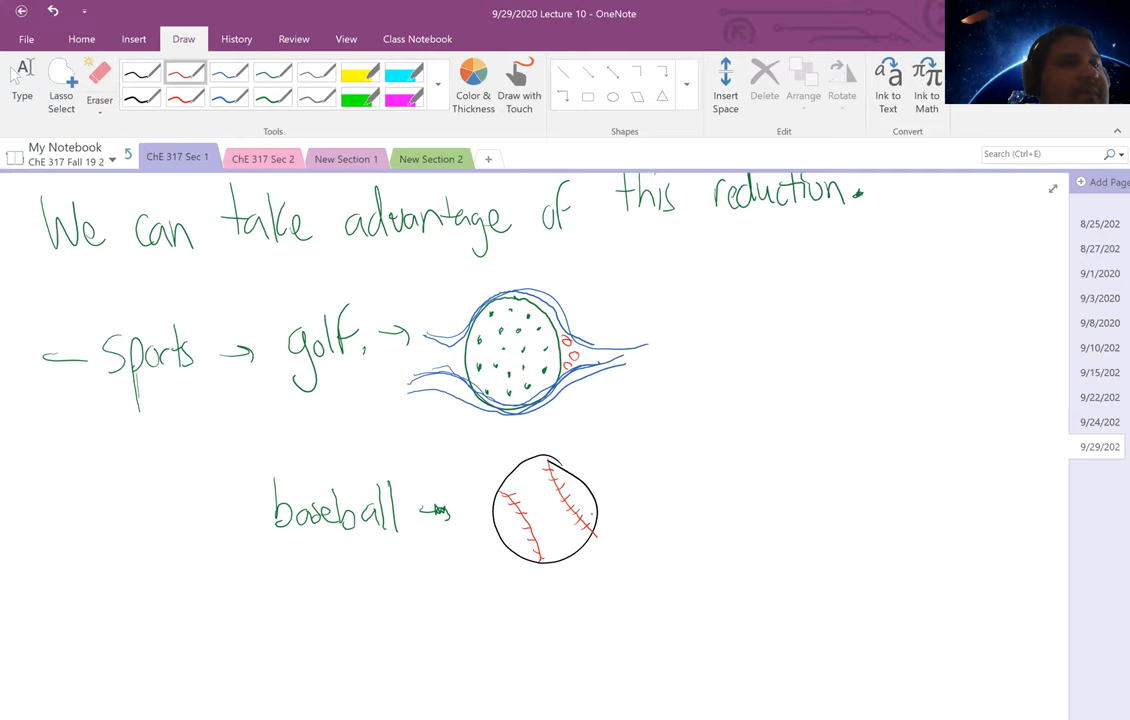 9/29/2020 Lecture 10 - OneNote
File Home Insert Draw History Review View Class Notebook
Type
Lasso Select
Eraser
Color & Thickness
Draw with Touch
Insert Space
Delete
Arrange
Rotate
Ink to Text
Ink to Math
Tools
Shapes
Edit
Convert
My Notebook
ChE 317 Fall 19 2
ChE 317 Sec 1
ChE 317 Sec 2
New Section 1
New Section 2
+
Search (Ctrl+E)
Add Page
8/25/202
8/27/202
9/1/2020
9/3/2020
9/8/2020
9/10/202
9/15/202
9/22/202
9/24/202
9/29/202
We can take advantage of this reduction.
— sports → golf, →
baseball →